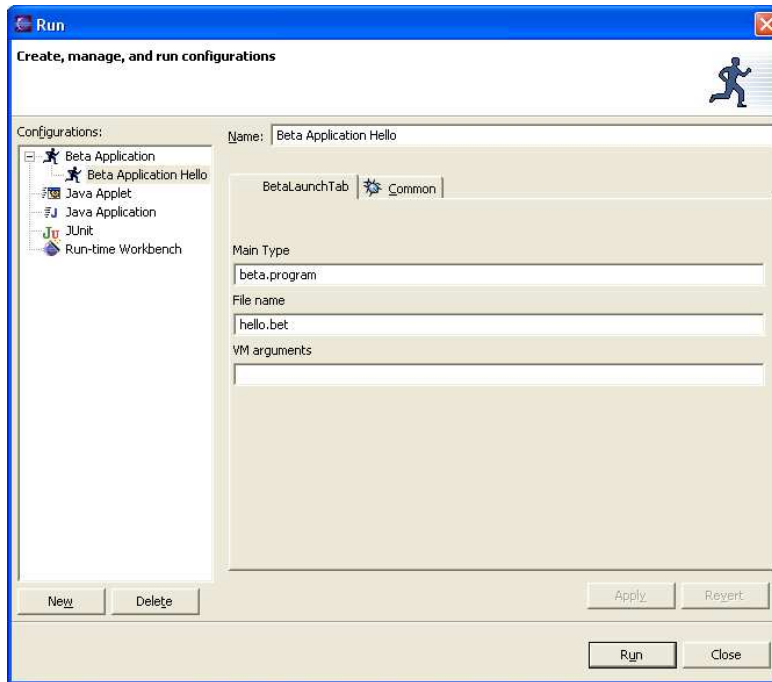 Run
Create, manage, and run configurations
Configurations:
Beta Application
Beta Application Hello
Java Applet
Java Application
JUnit
Run-time Workbench
New
Delete
Name: Beta Application Hello
BetaLaunchTab
Common
Main Type
beta.program
File name
hello.bet
VM arguments
Apply
Revert
Run
Close